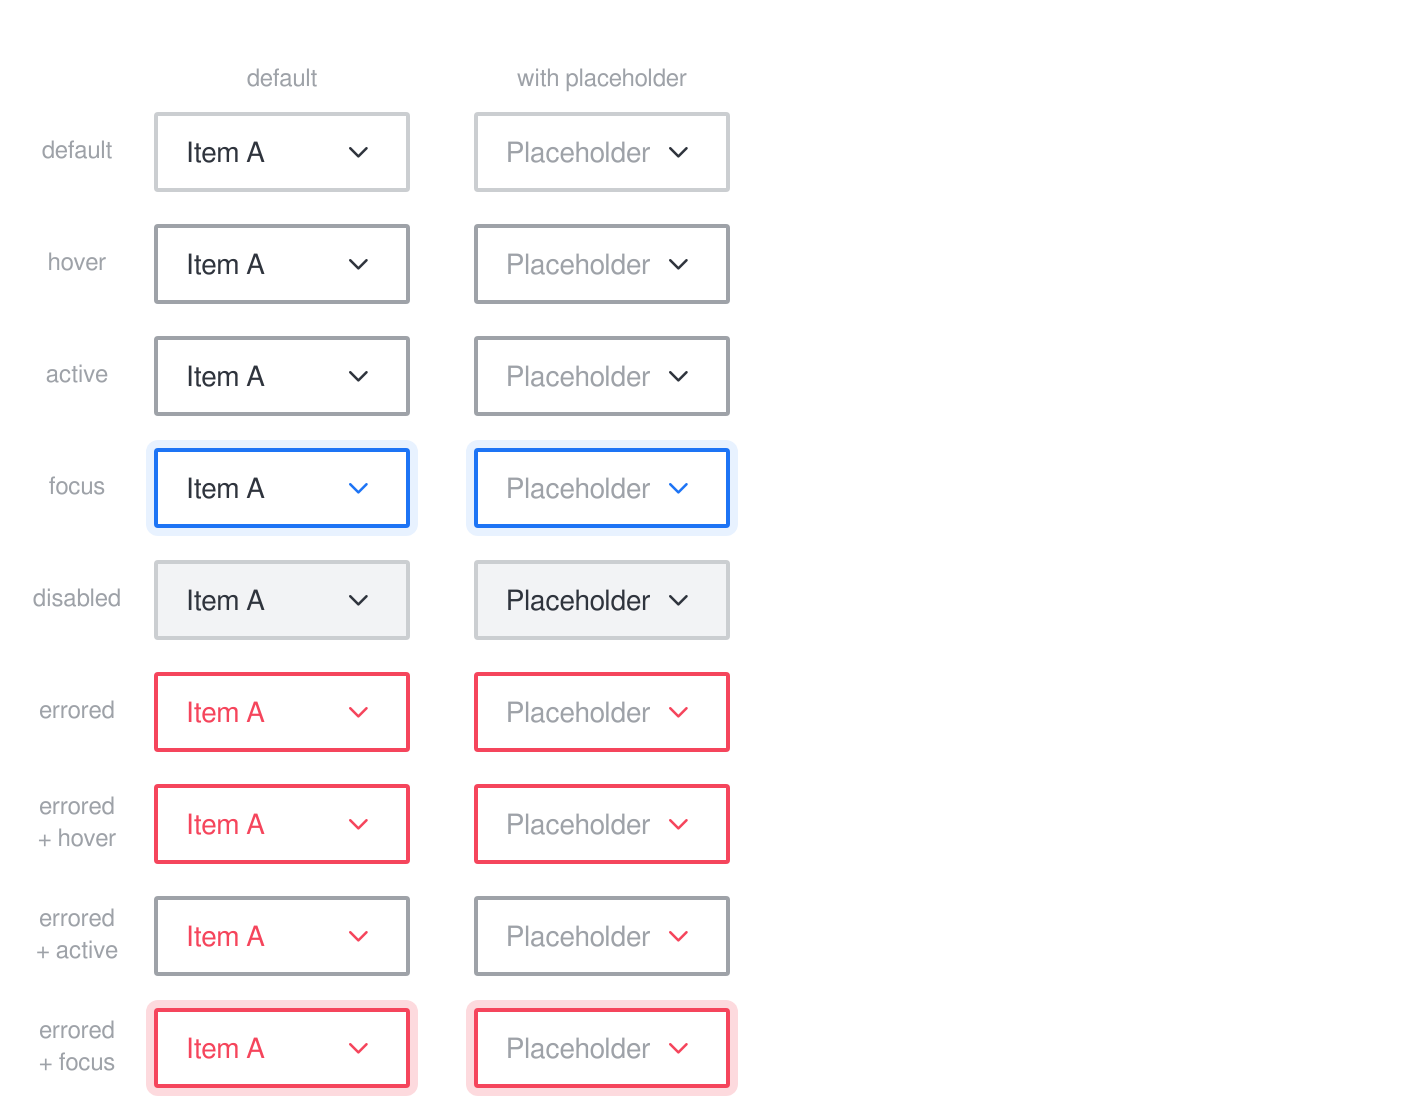 default with placeholder
default Item A Placeholder
hover Item A Placeholder
active Item A Placeholder
focus Item A Placeholder
disabled Item A Placeholder
errored Item A Placeholder
errored
+ hover Item A Placeholder
errored
+ active Item A Placeholder
errored
+ focus Item A Placeholder